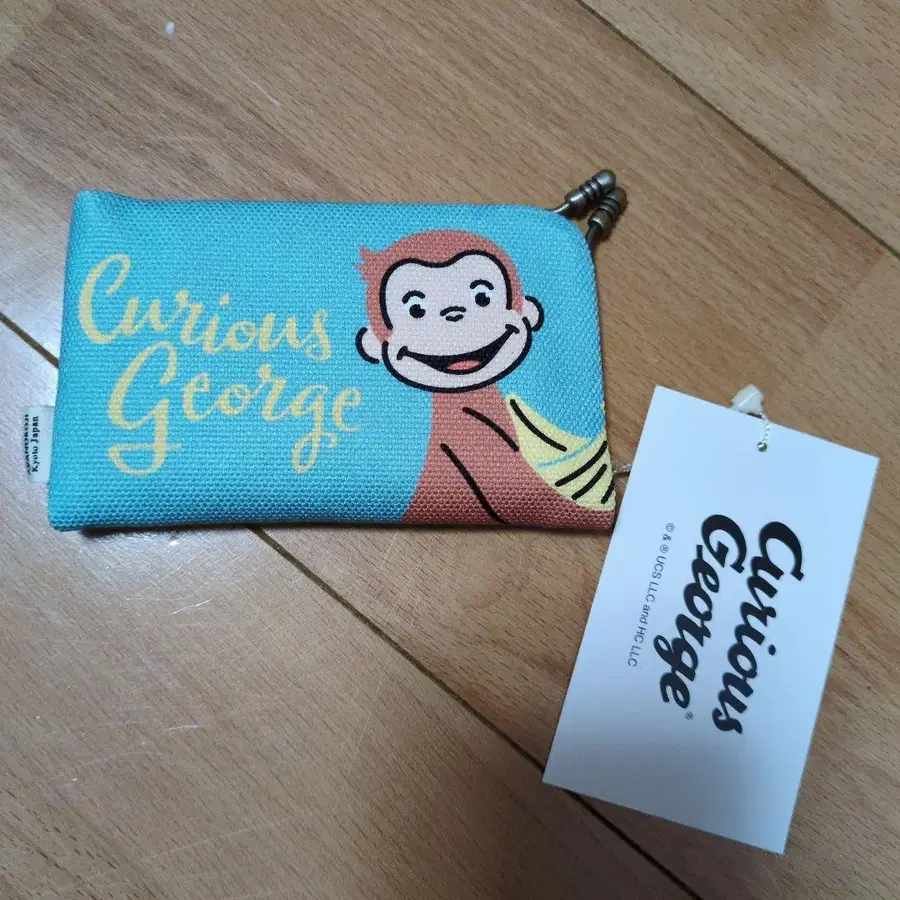 Curious
George
Kyoto Japan
Curious
George®
© & ® UCS LLC and HC LLC